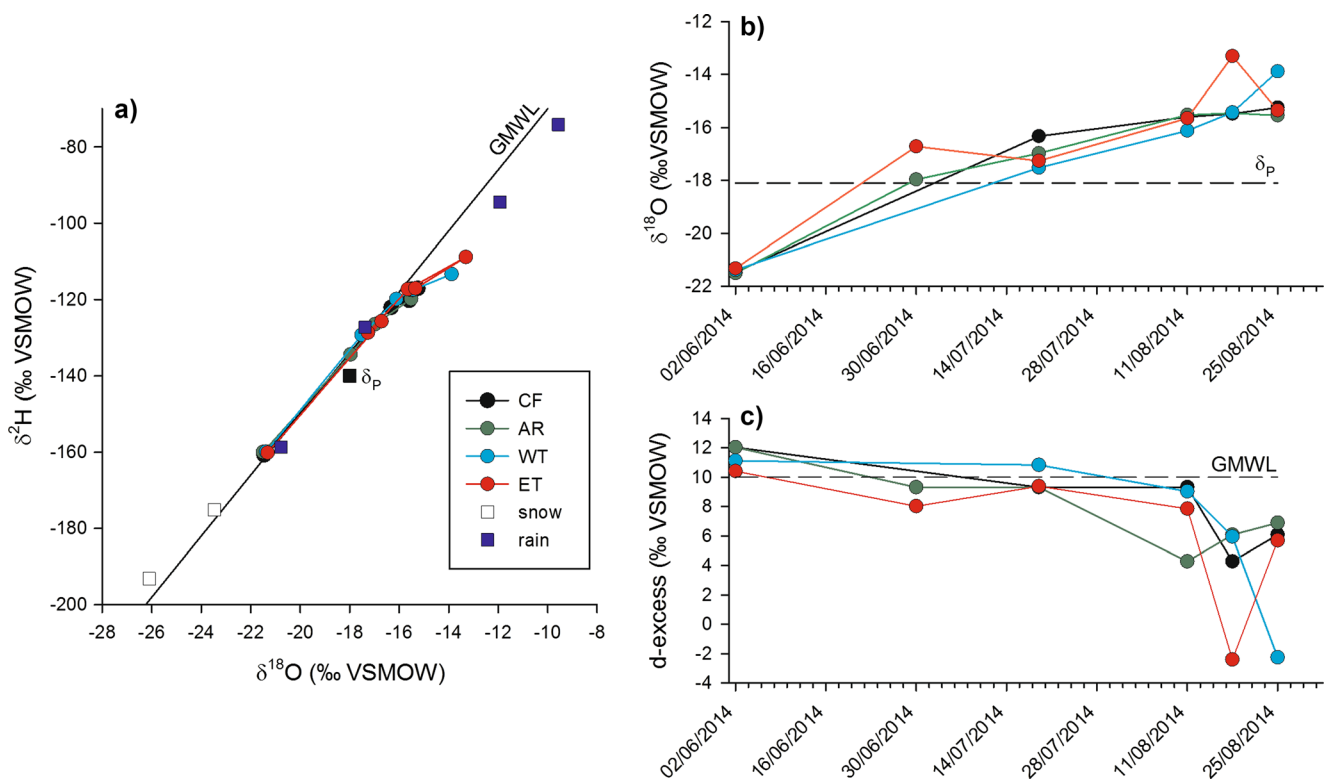 a)
GMWL
-80
-100
-120
-140
-160
-180
-200
δ²H (‰ VSMOW)
δP
CF
AR
WT
ET
snow
rain
-28 -26 -24 -22 -20 -18 -16 -14 -12 -10 -8
δ¹⁸O (‰ VSMOW)
b)
-12
-14
-16
-18
-20
-22
δ¹⁸O (‰VSMOW)
δP
02/06/2014 16/06/2014 30/06/2014 14/07/2014 28/07/2014 11/08/2014 25/08/2014
c)
14
12
10
8
6
4
2
0
-2
-4
d-excess (‰ VSMOW)
GMWL
02/06/2014 16/06/2014 30/06/2014 14/07/2014 28/07/2014 11/08/2014 25/08/2014